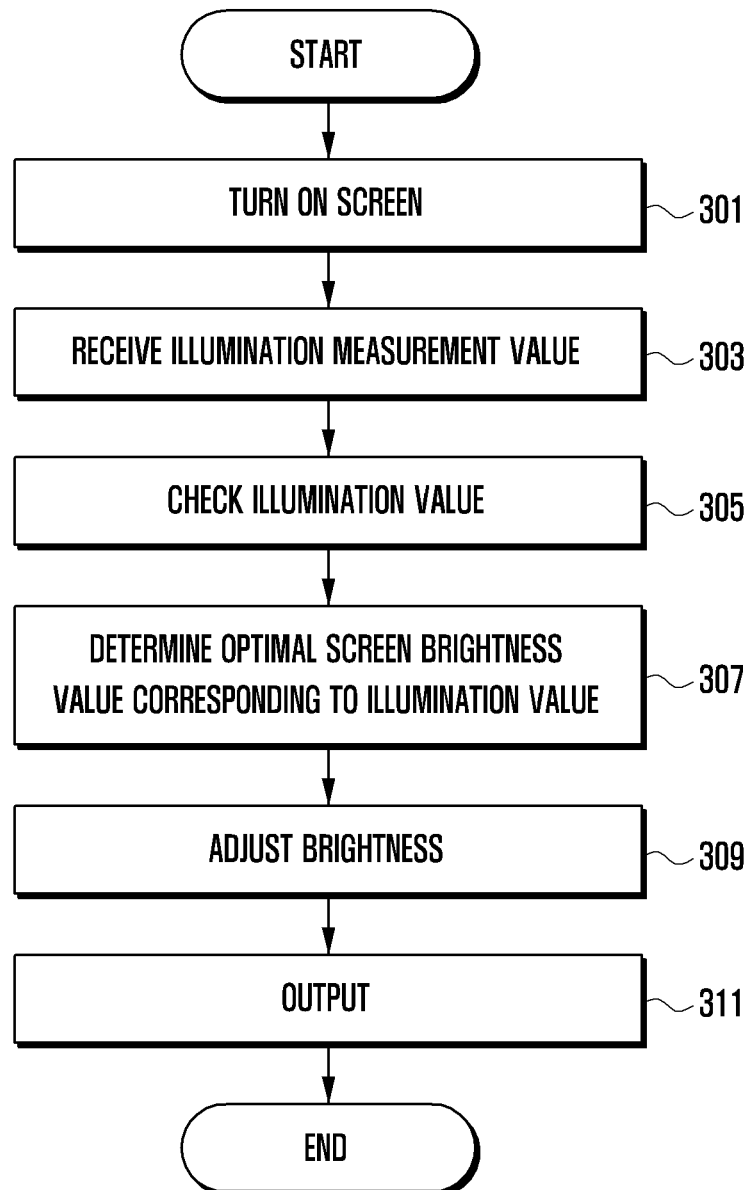 START
TURN ON SCREEN
301
RECEIVE ILLUMINATION MEASUREMENT VALUE
303
CHECK ILLUMINATION VALUE
305
DETERMINE OPTIMAL SCREEN BRIGHTNESS
VALUE CORRESPONDING TO ILLUMINATION VALUE
307
ADJUST BRIGHTNESS
309
OUTPUT
311
END